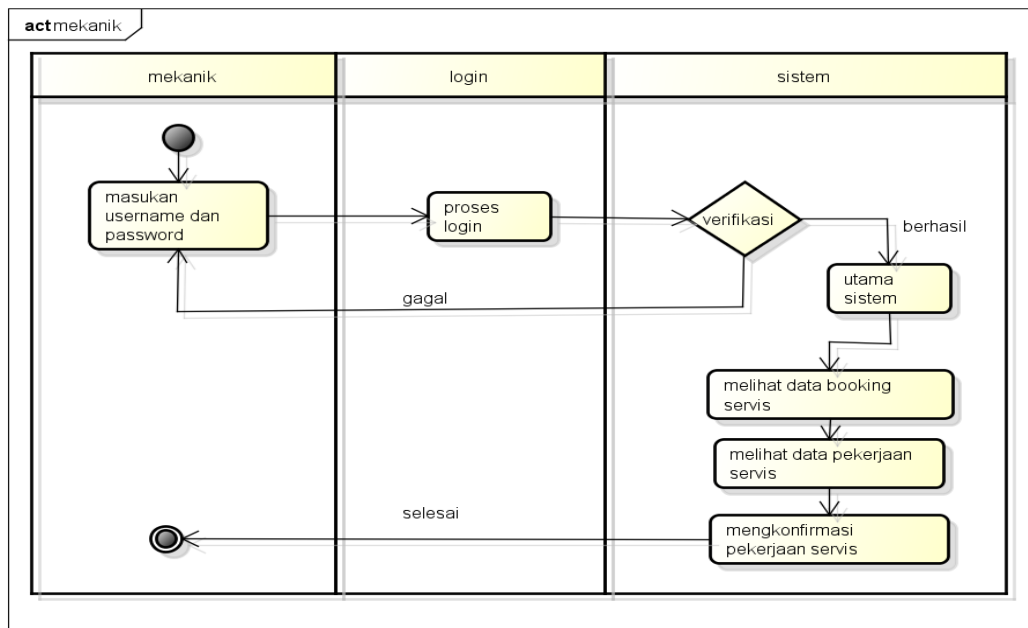 act mekanik
mekanik
login
sistem
masukan
username dan
password
proses
login
verifikasi
berhasil
utama
sistem
gagal
melihat data booking
servis
melihat data pekerjaan
servis
selesai
mengkonfirmasi
pekerjaan servis